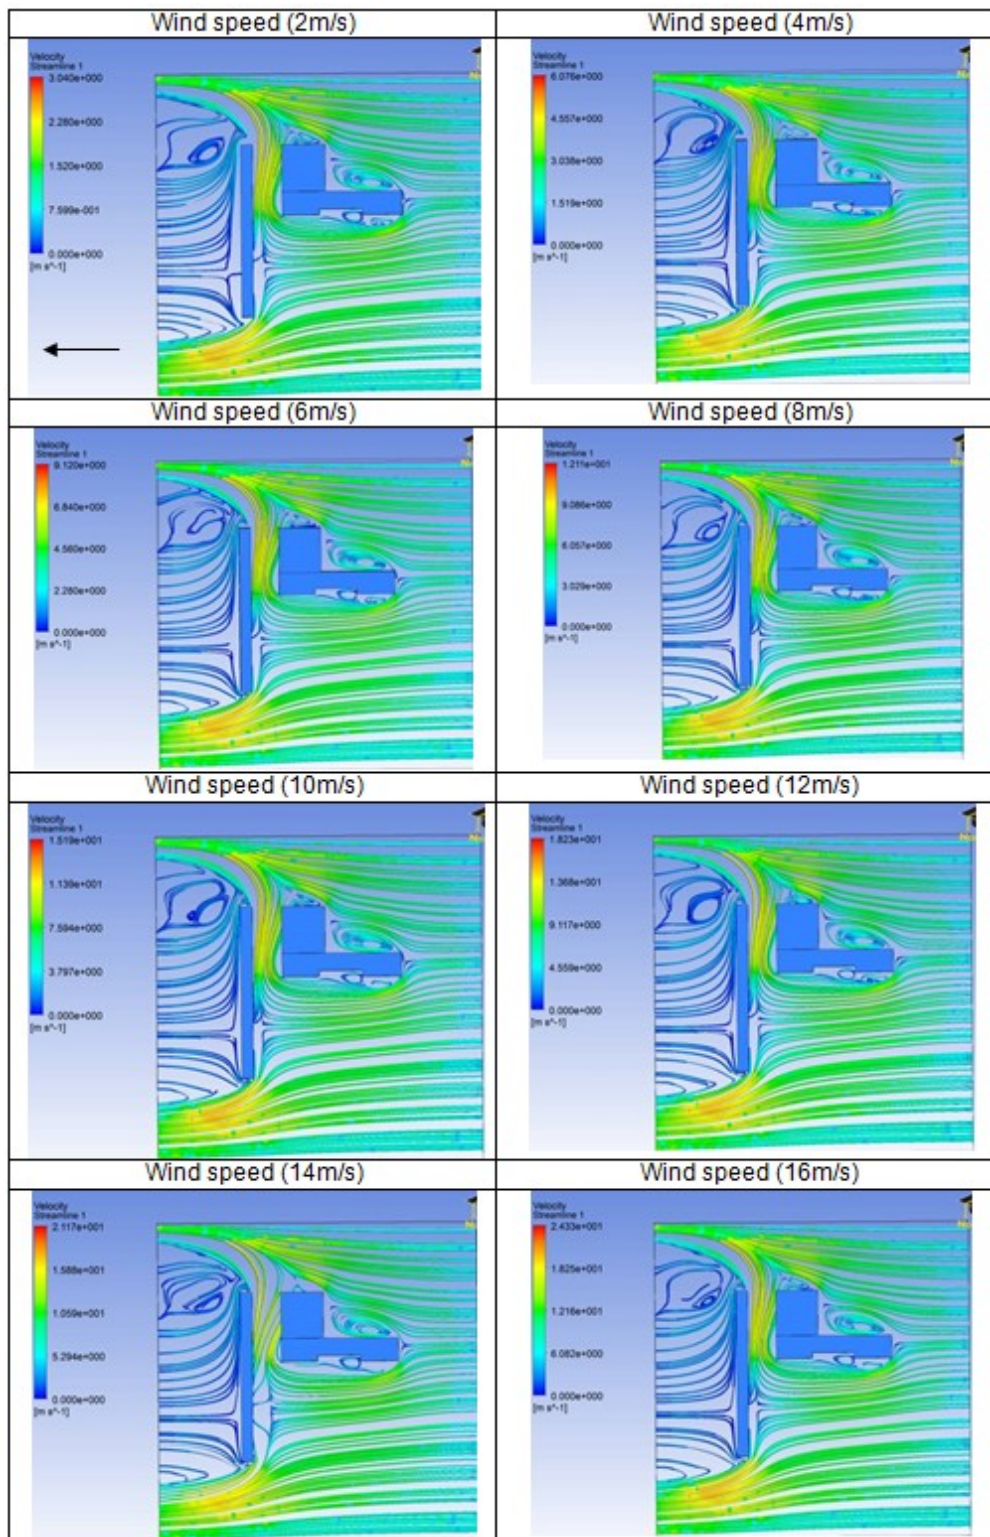 Wind speed (2m/s)
Wind speed (4m/s)
Velocity
Streamline 1
3.040e+000
2.280e+000
1.520e+000
7.599e-001
0.000e+000
[m s^-1]
Velocity
Streamline 1
6.076e+000
4.557e+000
3.038e+000
1.519e+000
0.000e+000
[m s^-1]
Wind speed (6m/s)
Wind speed (8m/s)
Velocity
Streamline 1
9.120e+000
6.840e+000
4.560e+000
2.280e+000
0.000e+000
[m s^-1]
Velocity
Streamline 1
1.211e+001
9.086e+000
6.057e+000
3.029e+000
0.000e+000
[m s^-1]
Wind speed (10m/s)
Wind speed (12m/s)
Velocity
Streamline 1
1.519e+001
1.139e+001
7.594e+000
3.797e+000
0.000e+000
[m s^-1]
Velocity
Streamline 1
1.823e+001
1.368e+001
9.117e+000
4.559e+000
0.000e+000
[m s^-1]
Wind speed (14m/s)
Wind speed (16m/s)
Velocity
Streamline 1
2.117e+001
1.588e+001
1.059e+001
5.294e+000
0.000e+000
[m s^-1]
Velocity
Streamline 1
2.433e+001
1.825e+001
1.216e+001
6.082e+000
0.000e+000
[m s^-1]